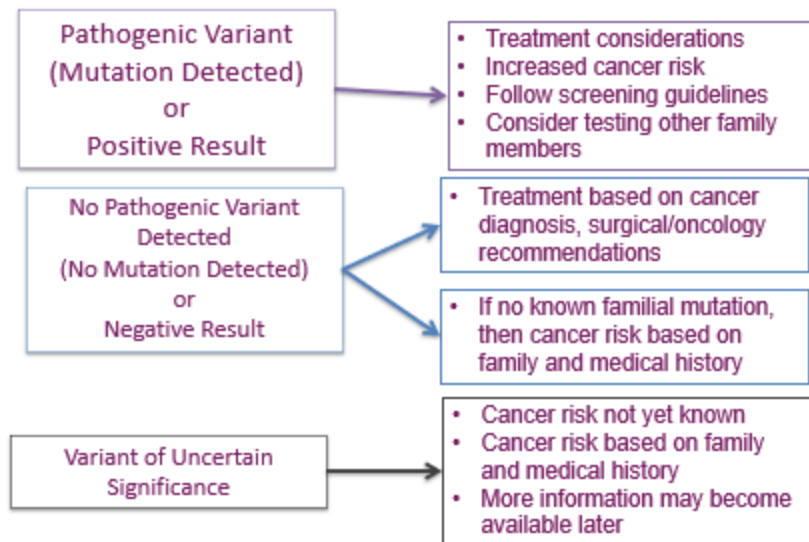 Pathogenic Variant
(Mutation Detected)
or
Positive Result
• Treatment considerations
• Increased cancer risk
• Follow screening guidelines
• Consider testing other family
members
No Pathogenic Variant
Detected
(No Mutation Detected)
or
Negative Result
• Treatment based on cancer
diagnosis, surgical/oncology
recommendations
• If no known familial mutation,
then cancer risk based on
family and medical history
Variant of Uncertain
Significance
• Cancer risk not yet known
• Cancer risk based on family
and medical history
• More information may become
available later